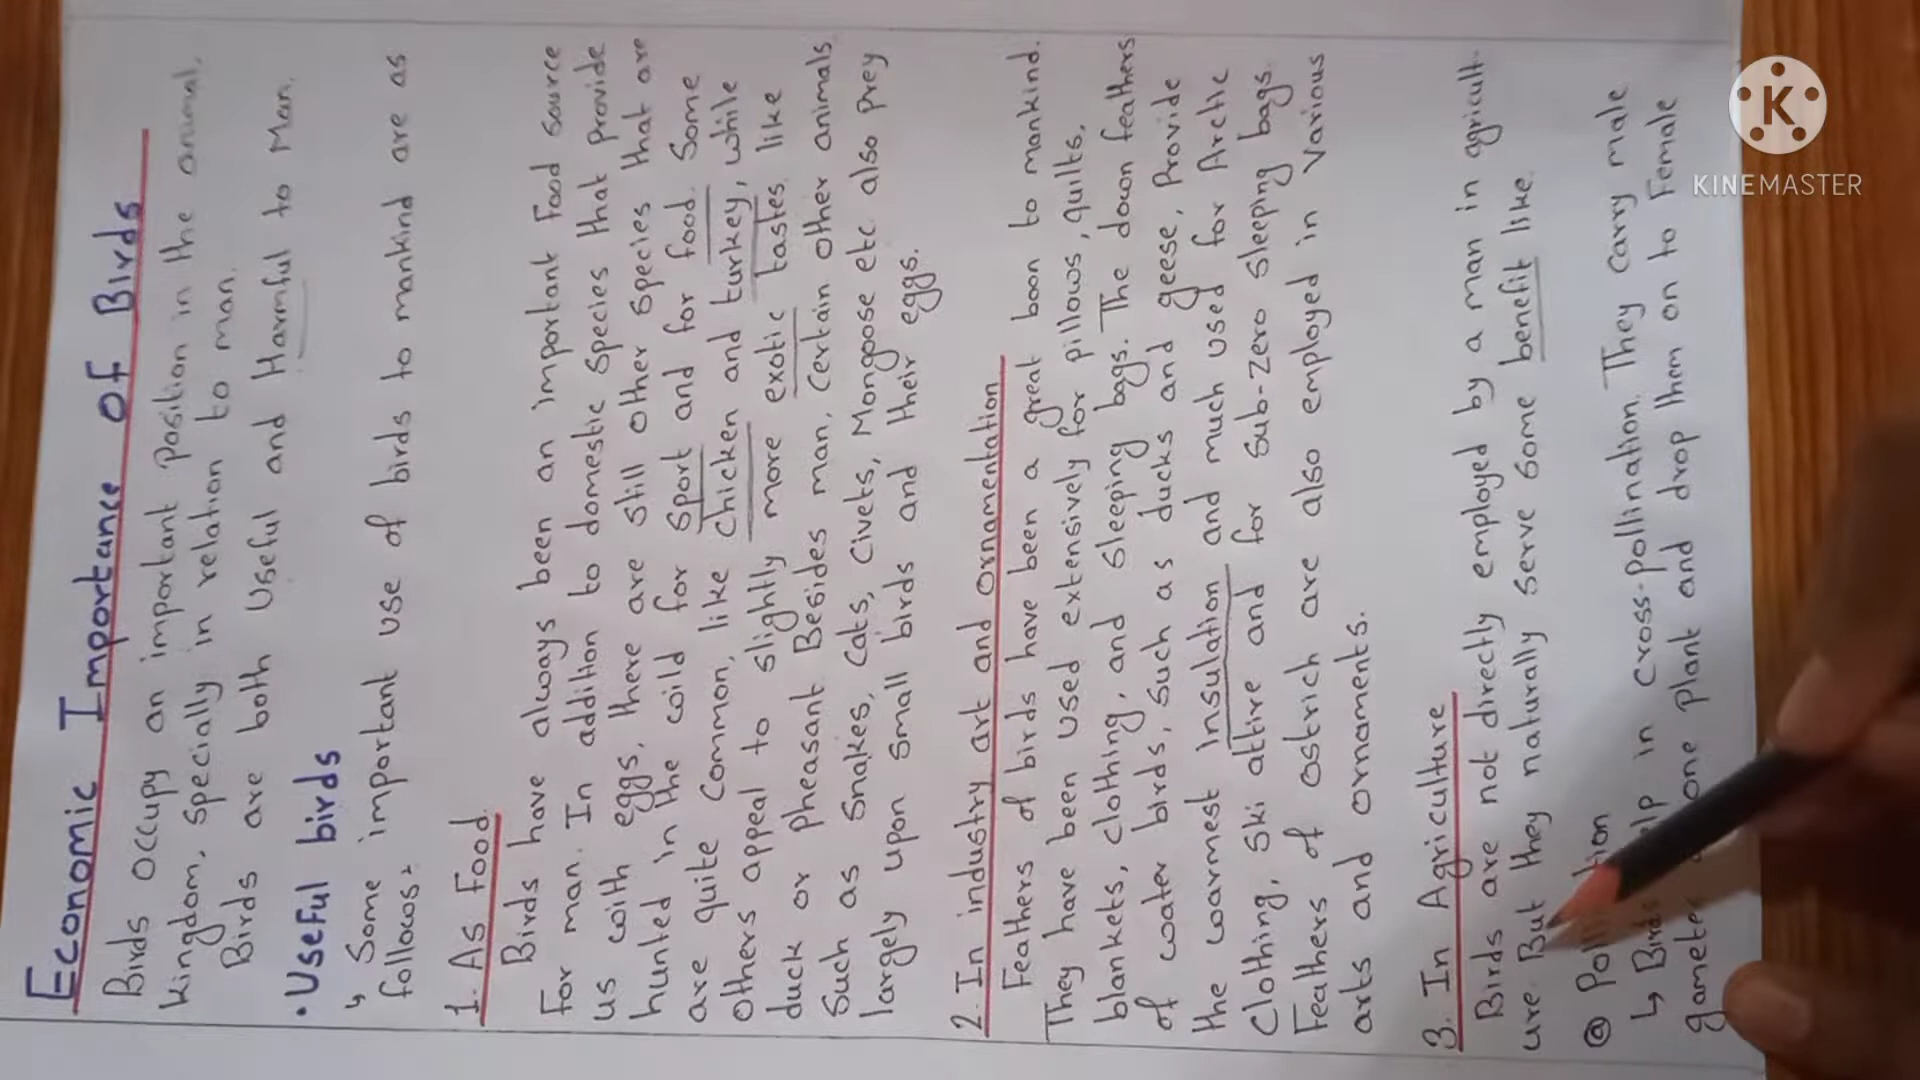 Economic Importance OF Birds
Birds occupy an important position in the animal.
kingdom, specially in relation to man.
Birds are both useful and Harmful to Man.
• Useful birds
↳ Some important use of birds to mankind are as
follows:
1. As Food.
Birds have always been an important Food source
For man. In addition to domestic species that provide
us with eggs, there are still other species that are
hunted in the wild for sport and for food. Some
are quite common, like chicken and turkey, while
others appeal to slightly more exotic tastes like
duck or pheasant Besides man, certain other animals
such as snakes, cats, civets, Mongoose etc also prey
largely upon small birds and their eggs.
2. In industry art and ornamentation
Feathers of birds have been a great boon to mankind.
They have been used extensively for pillows, quilts,
blankets, clothing, and sleeping bags. The down feathers
of water birds, such as ducks and geese, Provide
the warmest insulation and much used for Arctic
Clothing, Ski attire and for sub-zero sleeping bags.
Feathers of ostrich are also employed in various
arts and ornaments.
3. In Agriculture
Birds are not directly employed by a man in agricult-
ure. But they naturally serve some benefit like.
@
↳ in cross-pollination. They carry male
one plant and drop them on to Female
KINEMASTER